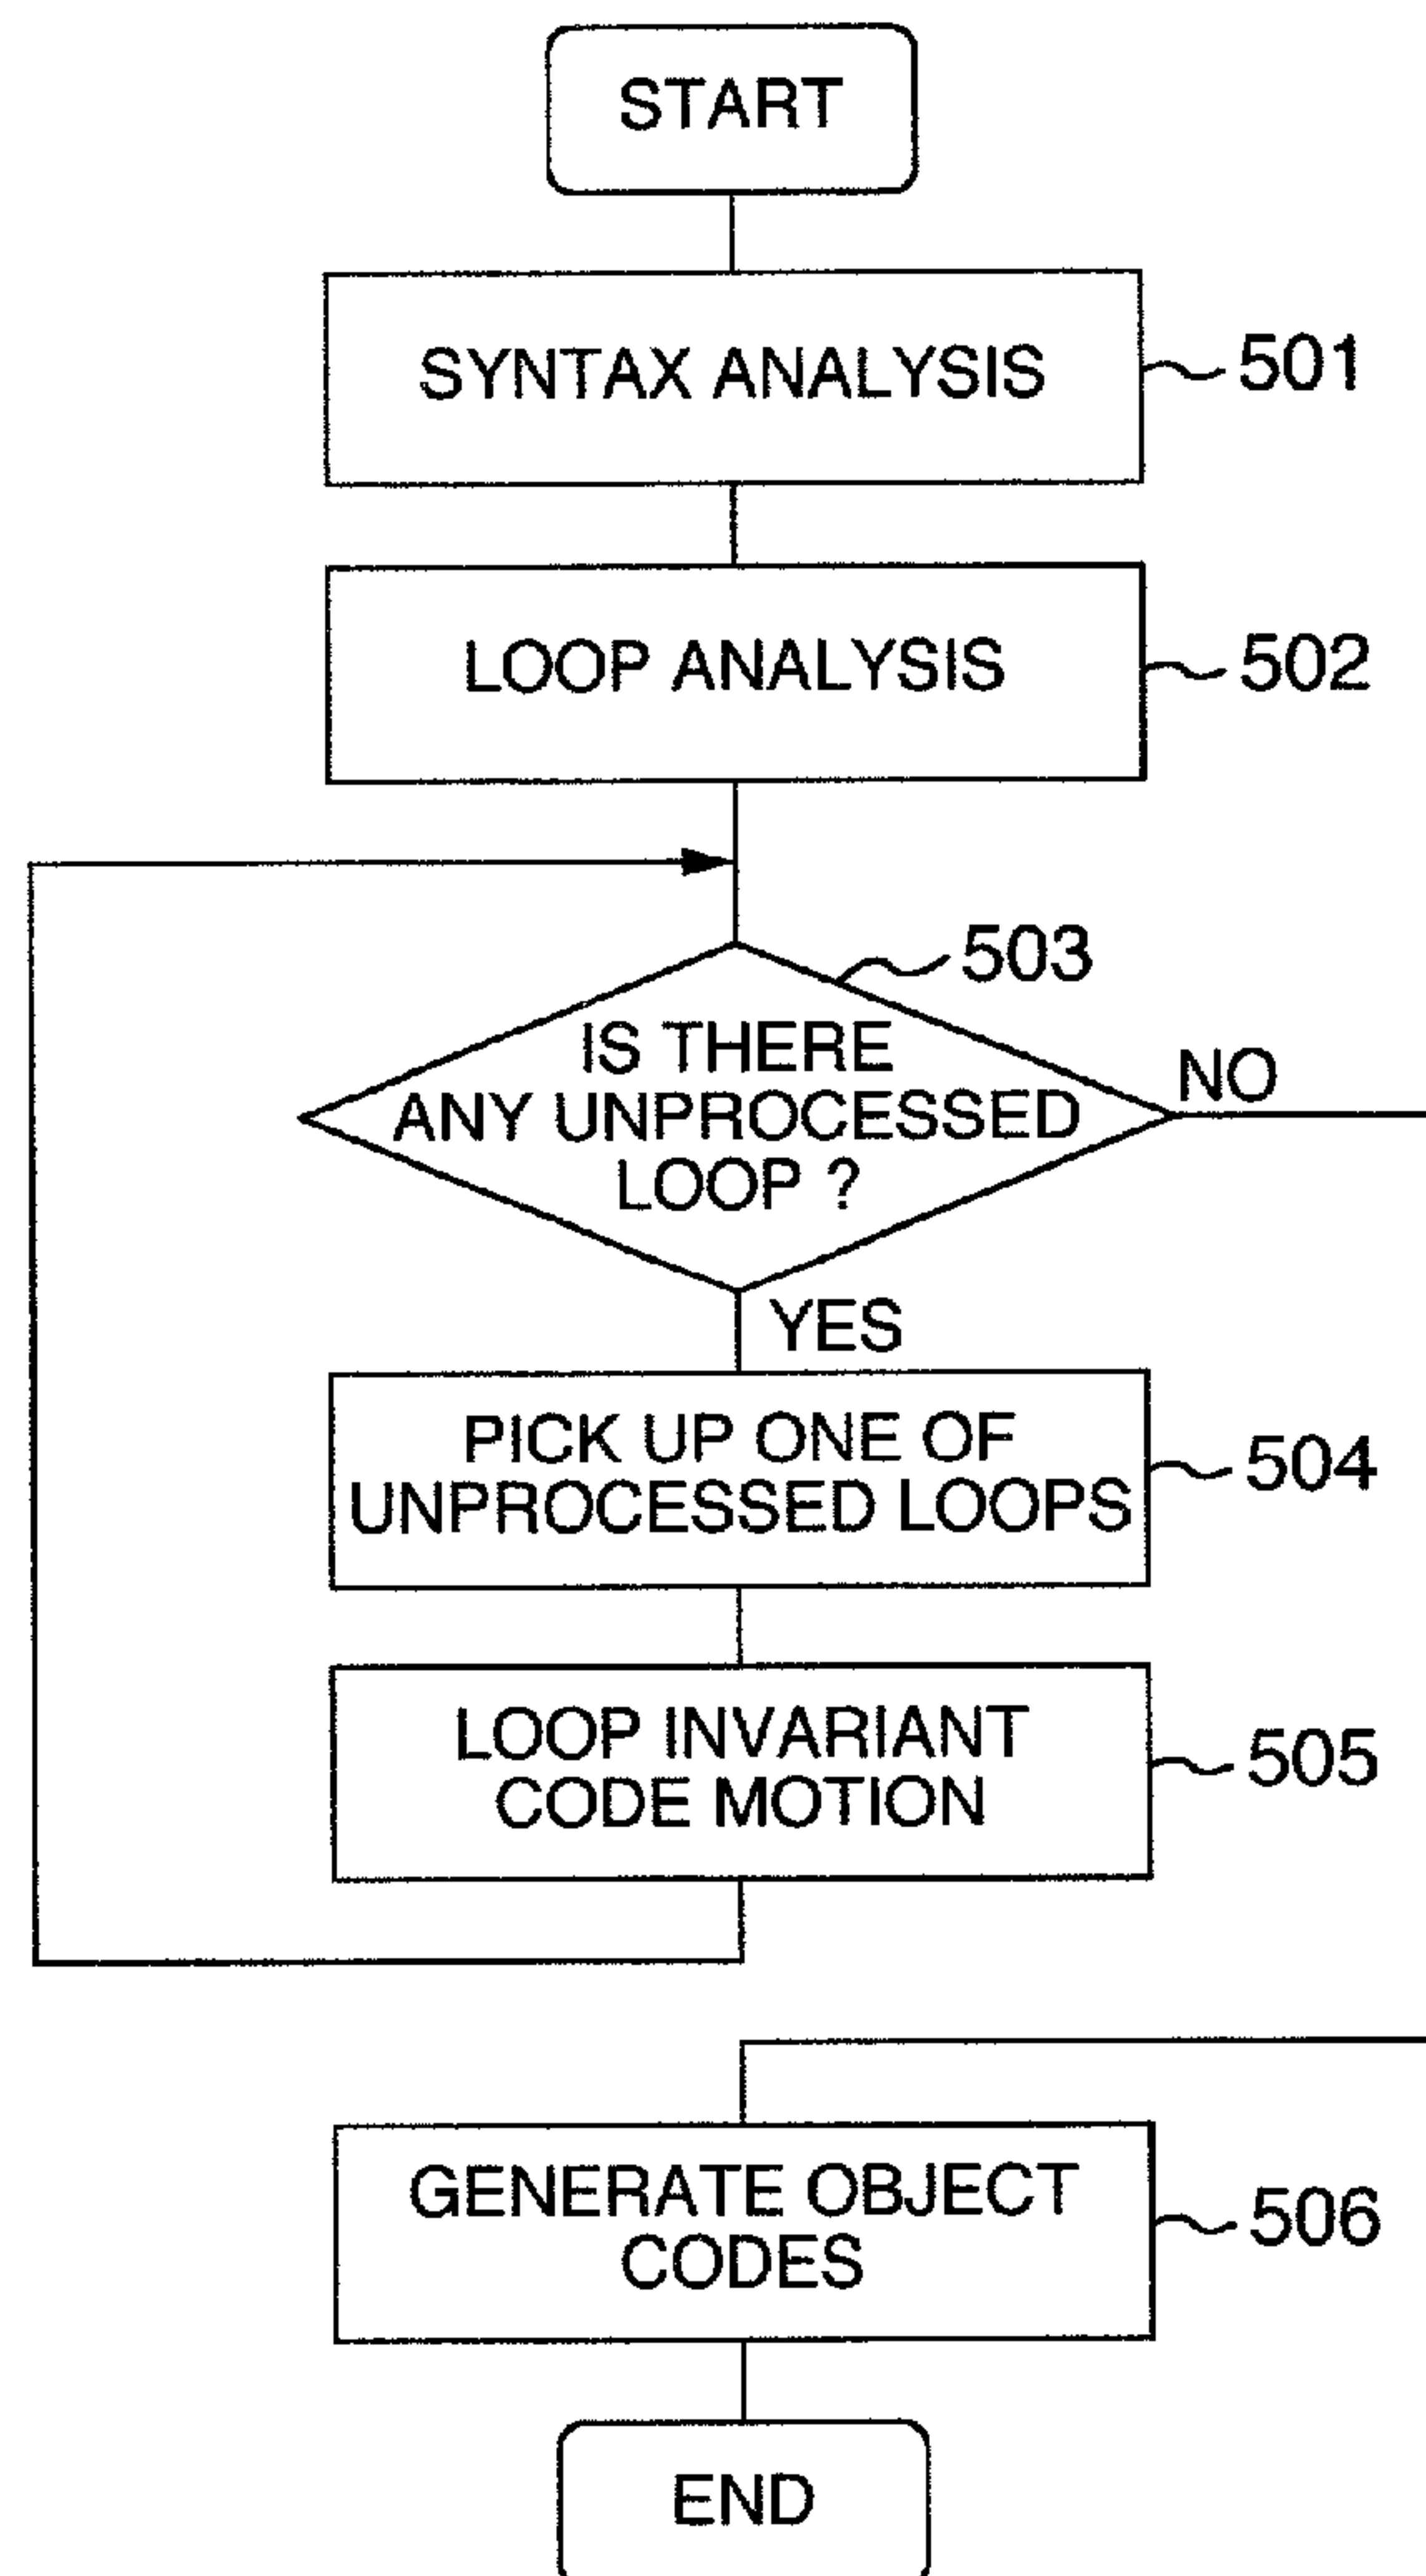 START
SYNTAX ANALYSIS
501
LOOP ANALYSIS
502
503
IS THERE
ANY UNPROCESSED
LOOP ?
NO
YES
PICK UP ONE OF
UNPROCESSED LOOPS
504
LOOP INVARIANT
CODE MOTION
505
GENERATE OBJECT
CODES
506
END